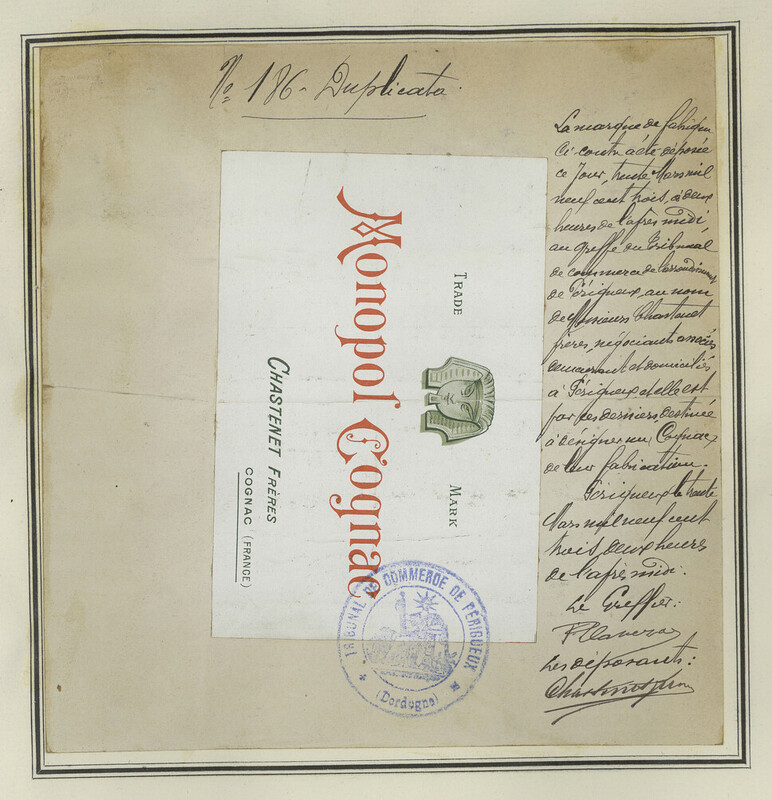 No 186 - Duplicata.
TRADE MARK
Monopol Cognac
CHASTENET FRÈRES
COGNAC (FRANCE)
TRIBUNAL DE COMMERCE DE PÉRIGUEUX
(Dordogne)
La marque de fabrique
Ci-contre a été déposée
ce Jour, trente Mars mil
neuf cent trois, à deux
heures de l'après midi,
au greffe du Tribunal
de commerce de l'arrondissement
de Périgueux, au nom
de Messieurs Chastenet
frères, négociants associés
demeurant et domiciliés
à Périgueux et elle est
par ces derniers, destinée
à désigner un Cognac
de leur fabrication.
Périgueux le trente
Mars mil neuf cent
trois, deux heures
de l'après midi.
Le Greffier:
Les déposants:
Chastenet frères